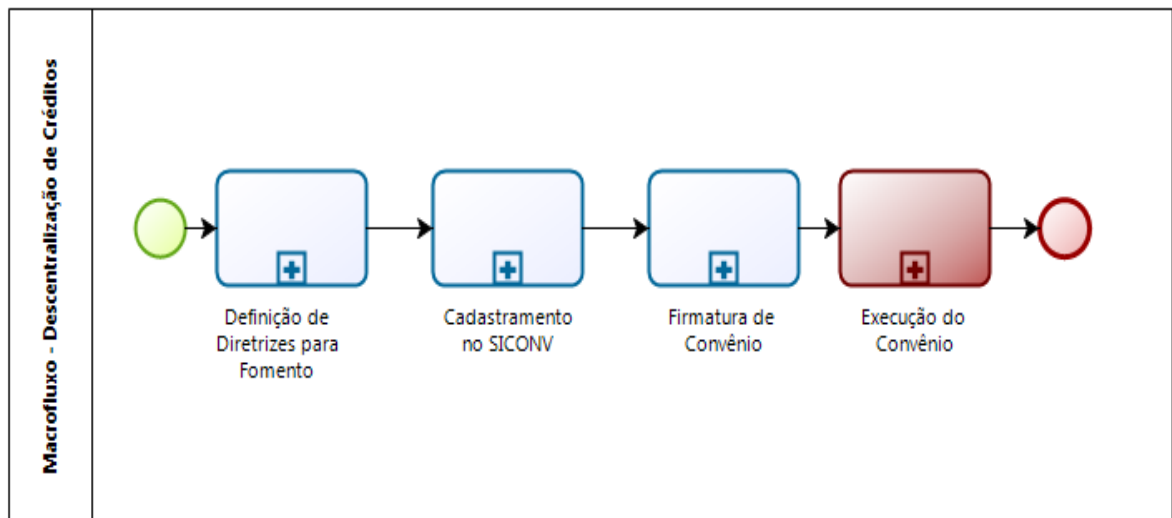 Macrofluxo - Descentralização de Créditos
Definição de
Diretrizes para
Fomento
Cadastramento
no SICONV
Firmatura de
Convênio
Execução do
Convênio